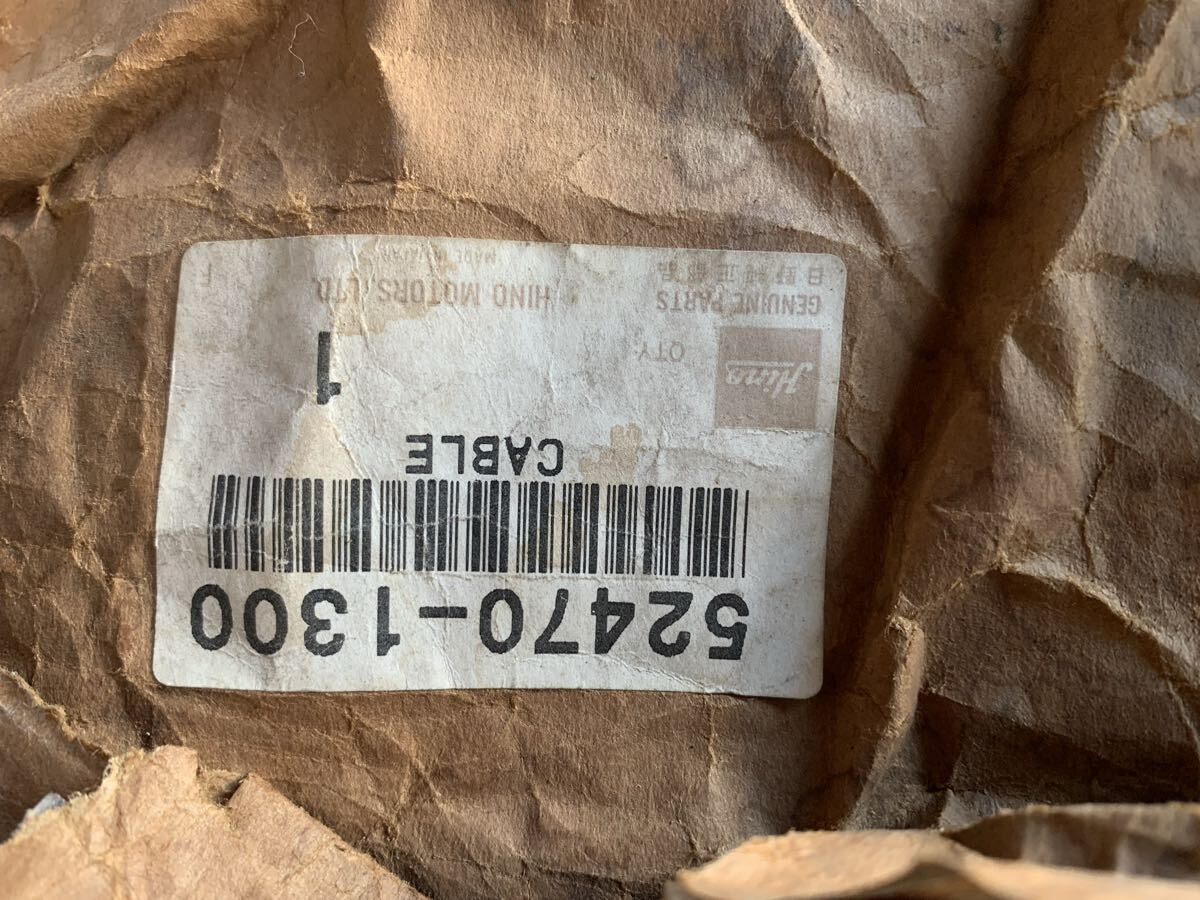 52470-1300
CABLE
1
Hino
QTY.
GENUINE PARTS
HINO MOTORS, LTD.
日野純正部品
MADE IN JAPAN
F